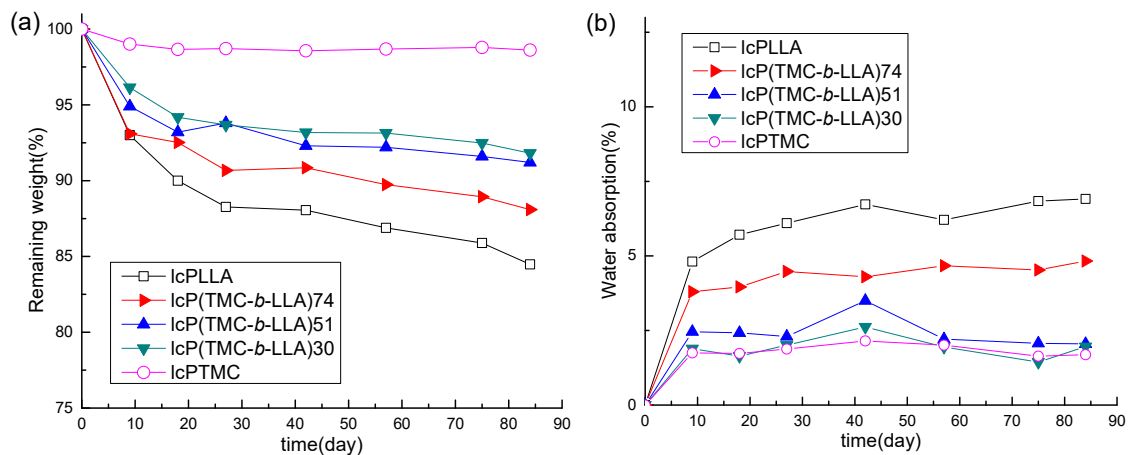 (a)
Remaining weight(%)
100
95
90
85
80
75
lcPLLA
lcP(TMC-b-LLA)74
lcP(TMC-b-LLA)51
lcP(TMC-b-LLA)30
lcPTMC
0 10 20 30 40 50 60 70 80 90
time(day)
(b)
Water absorption(%)
10
5
0
lcPLLA
lcP(TMC-b-LLA)74
lcP(TMC-b-LLA)51
lcP(TMC-b-LLA)30
lcPTMC
0 10 20 30 40 50 60 70 80 90
time(day)